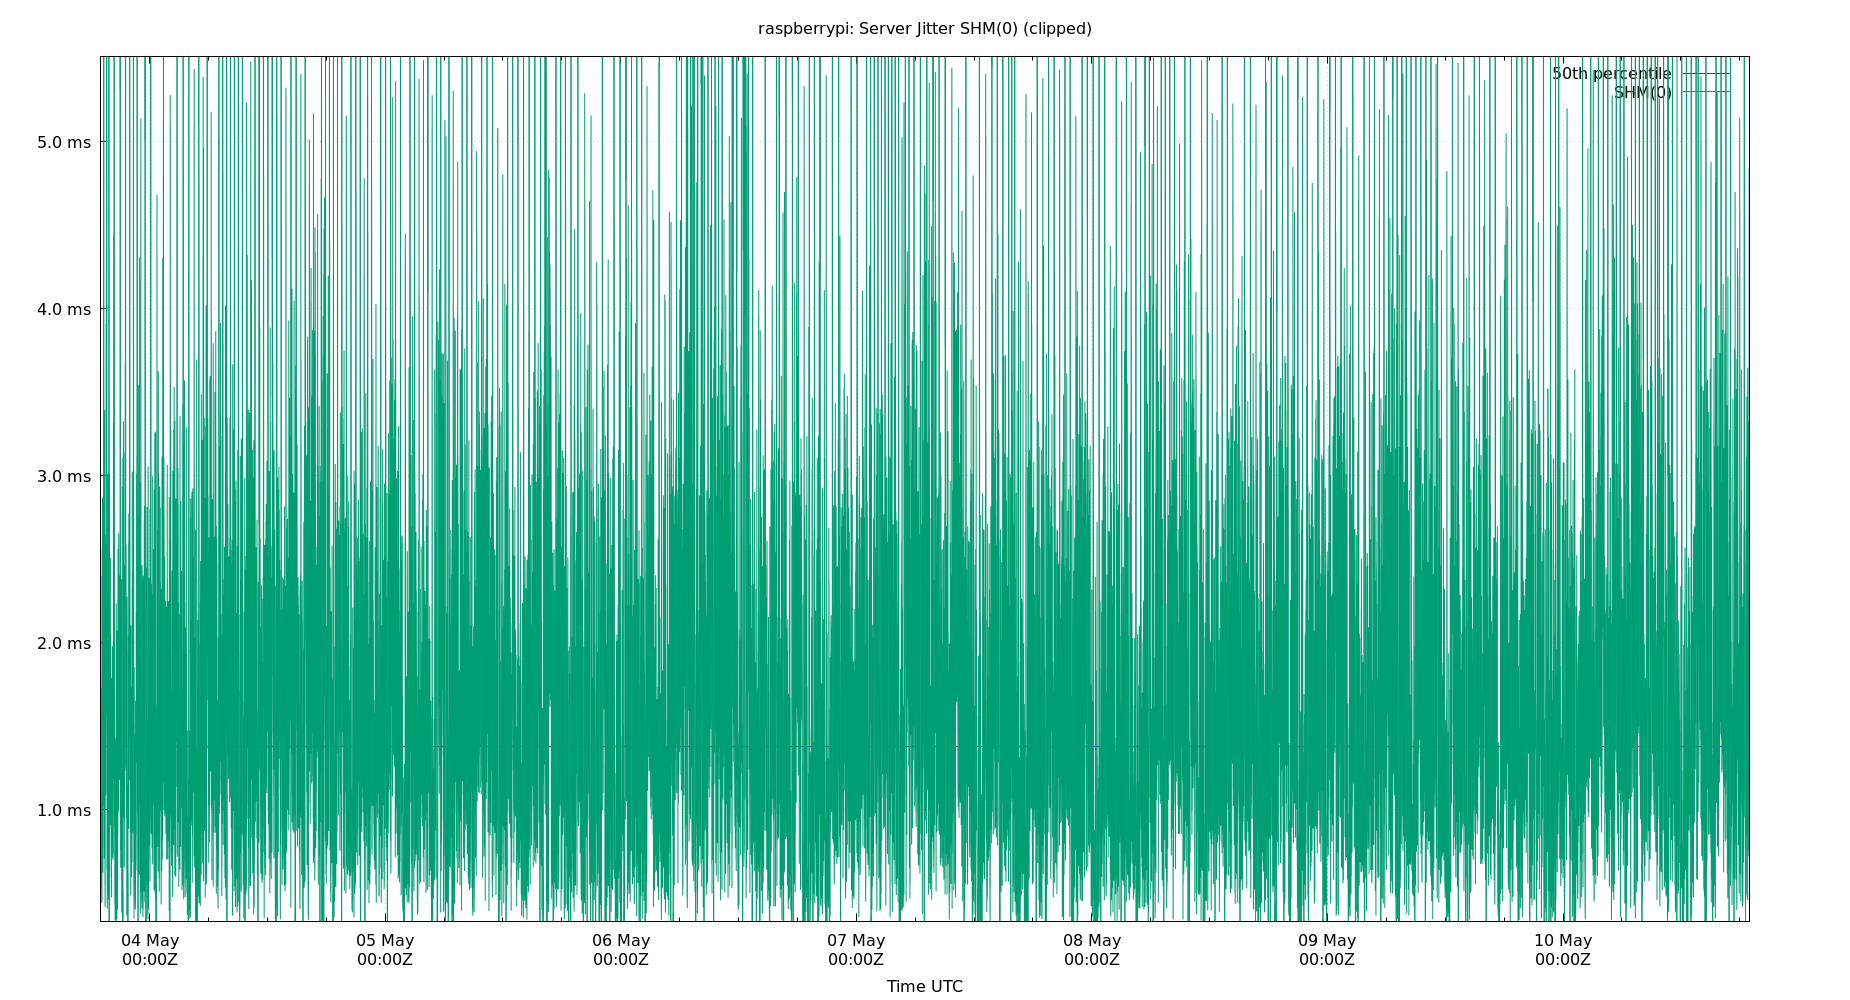 raspberrypi: Server Jitter SHM(0) (clipped)
50th percentile
SHM(0)
5.0 ms
4.0 ms
3.0 ms
2.0 ms
1.0 ms
04 May 05 May 06 May 07 May 08 May 09 May 10 May
00:00Z 00:00Z 00:00Z 00:00Z 00:00Z 00:00Z 00:00Z
Time UTC